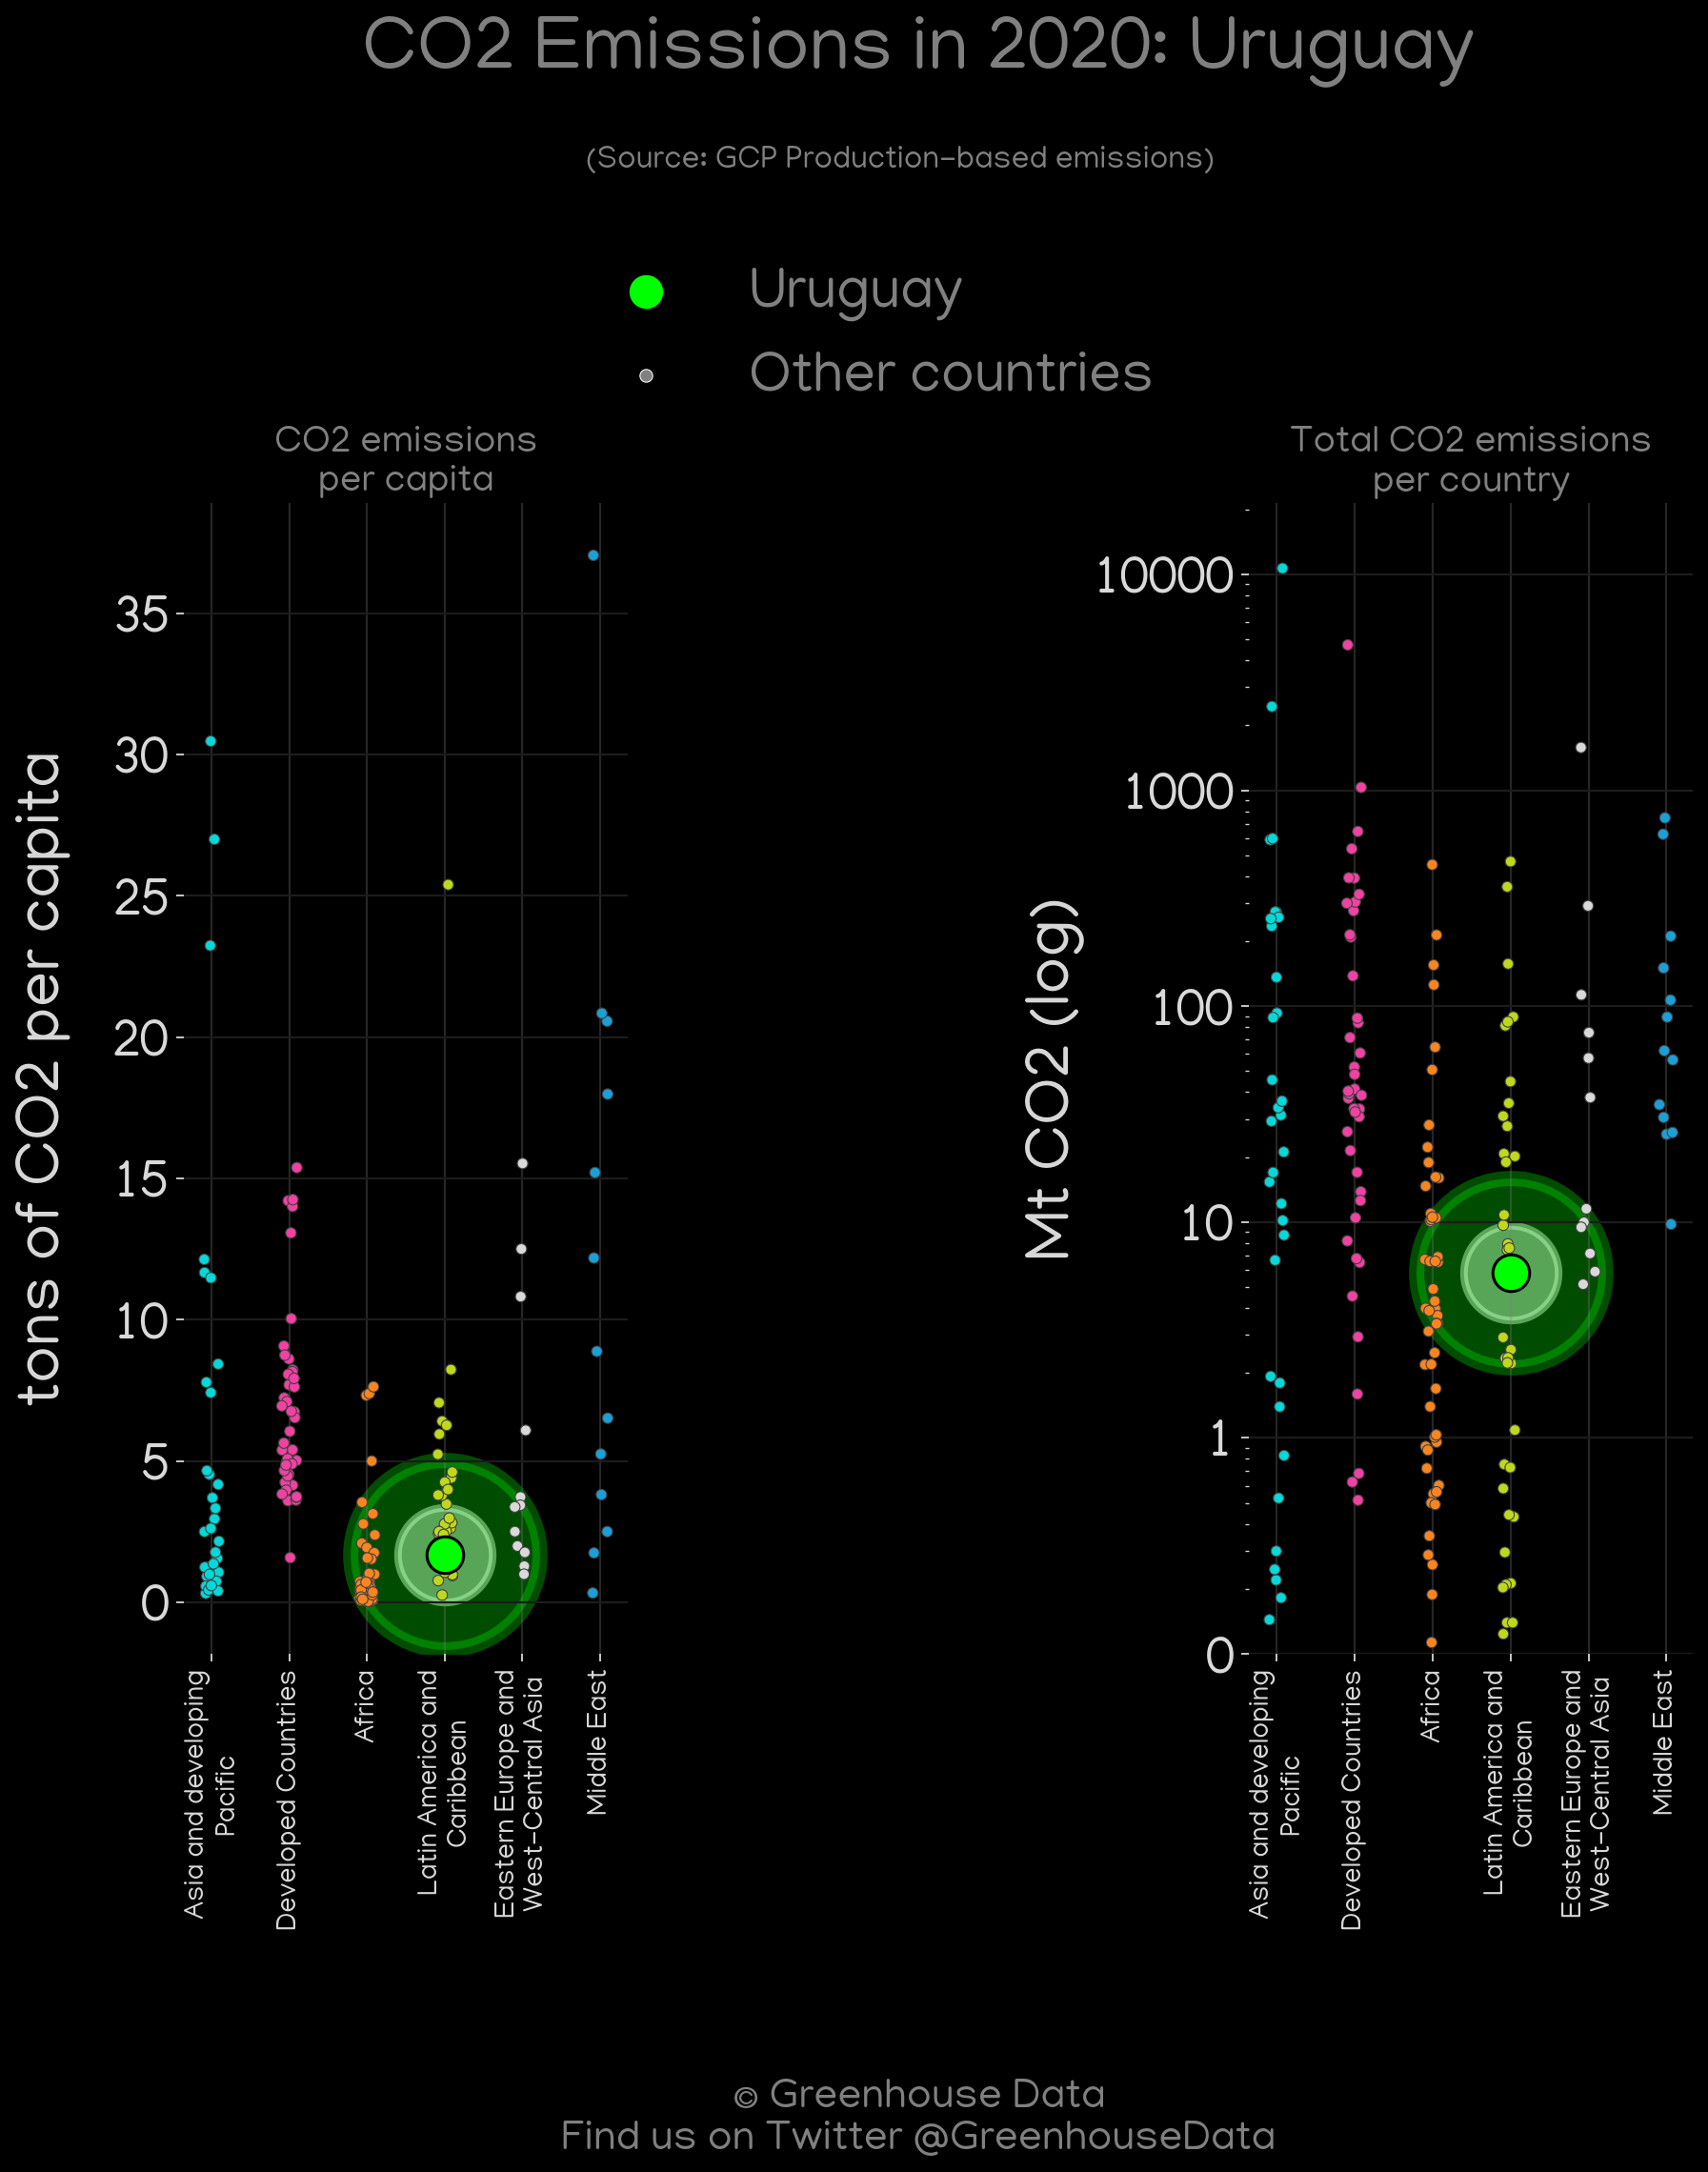 CO2 Emissions in 2020: Uruguay
(Source: GCP Production-based emissions)
Uruguay
Other countries
CO2 emissions
per capita
tons of CO2 per capita
35
30
25
20
15
10
5
0
Asia and developing
Pacific
Developed Countries
Africa
Latin America and
Caribbean
Eastern Europe and
West-Central Asia
Middle East
Total CO2 emissions
per country
Mt CO2 (log)
10000
1000
100
10
1
0
Asia and developing
Pacific
Developed Countries
Africa
Latin America and
Caribbean
Eastern Europe and
West-Central Asia
Middle East
© Greenhouse Data
Find us on Twitter @GreenhouseData